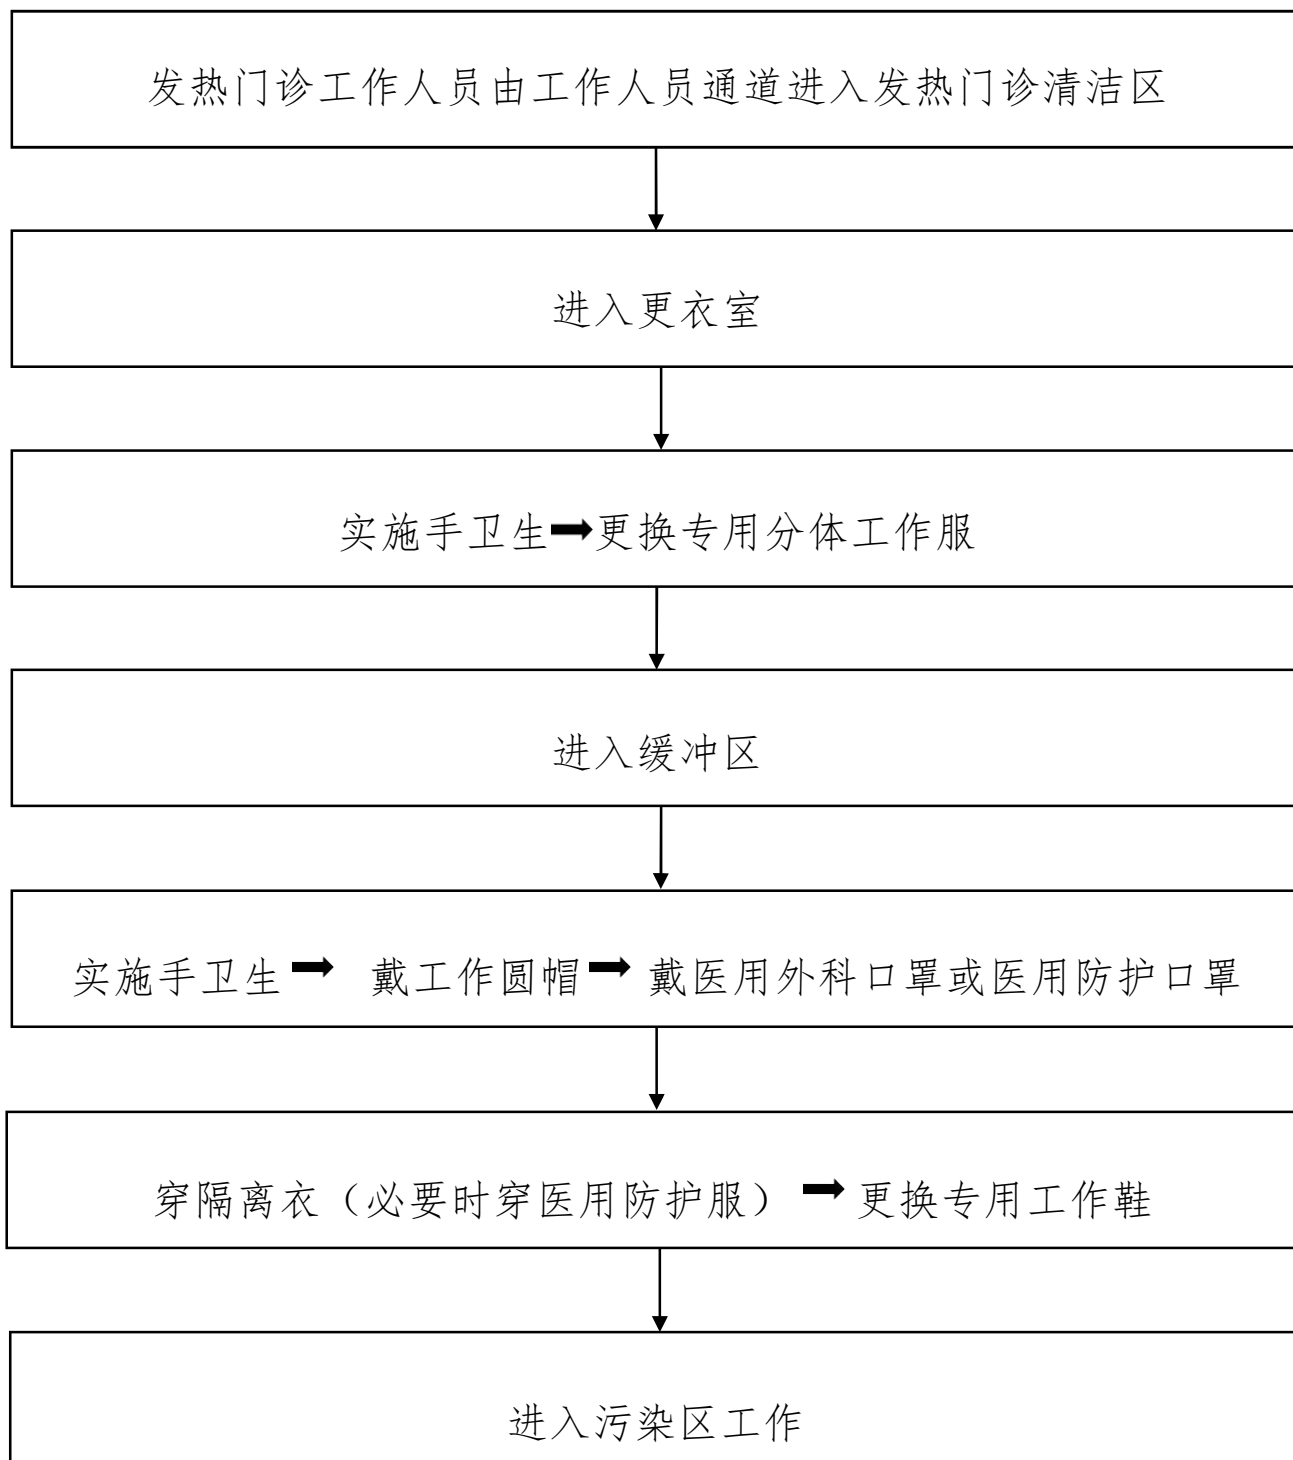 发热门诊工作人员由工作人员通道进入发热门诊清洁区
进入更衣室
实施手卫生➡更换专用分体工作服
进入缓冲区
实施手卫生➡ 戴工作圆帽➡戴医用外科口罩或医用防护口罩
穿隔离衣（必要时穿医用防护服）➡更换专用工作鞋
进入污染区工作